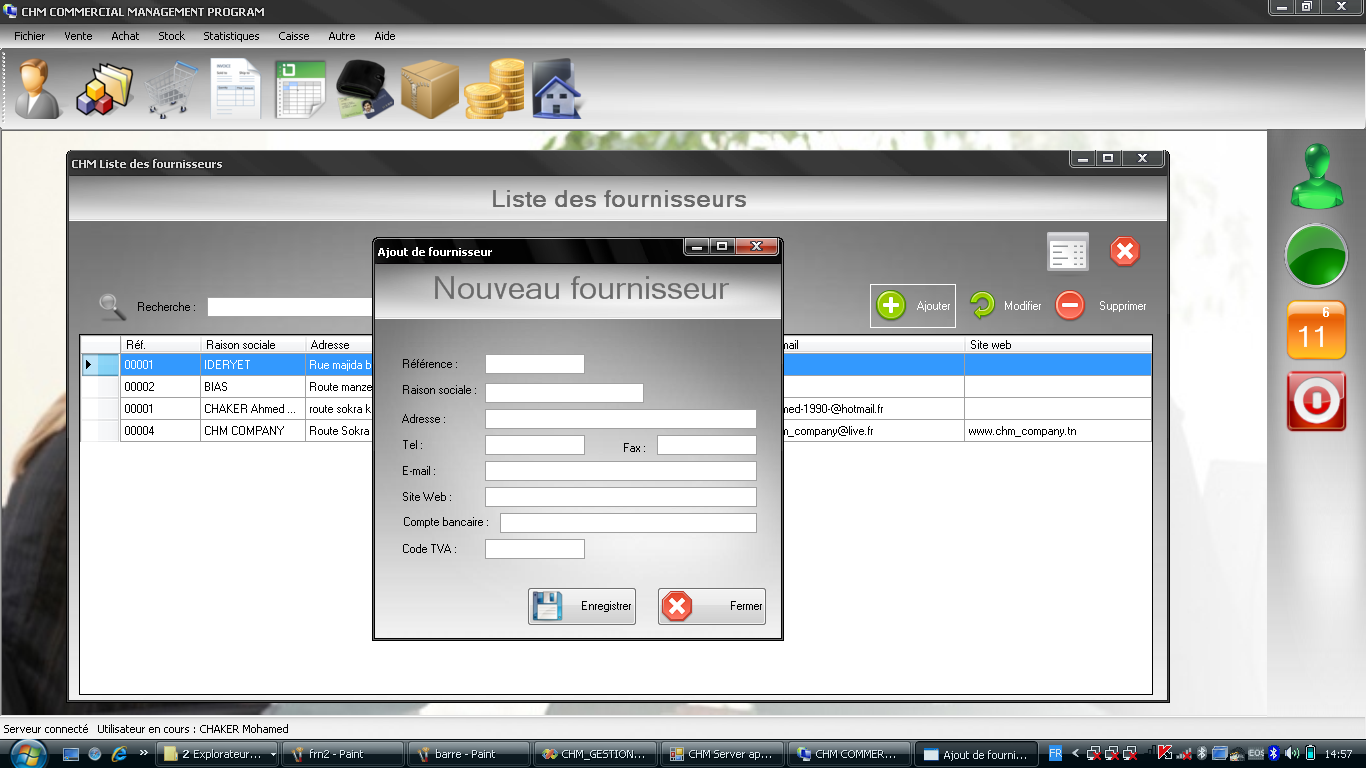 CHM COMMERCIAL MANAGEMENT PROGRAM
Fichier Vente Achat Stock Statistiques Caisse Autre Aide
INVOICE
CHM Liste des fournisseurs
Liste des fournisseurs
Ajout de fournisseur
Nouveau fournisseur
Recherche :
Ajouter Modifier Supprimer
6
11
Réf. Raison sociale Adresse mail Site web
00001 IDERYET Rue majida b
00002 BIAS Route manze
00001 CHAKER Ahmed ... route sokra k med-1990-@hotmail.fr
00004 CHM COMPANY Route Sokra m_company@live.fr www.chm_company.tn
Référence :
Raison sociale :
Adresse :
Tel : Fax :
E-mail :
Site Web :
Compte bancaire :
Code TVA :
Enregistrer Fermer
Serveur connecté Utilisateur en cours : CHAKER Mohamed
2 Explorateur... frn2 - Paint barre - Paint CHM_GESTION... CHM Server ap... CHM COMMER... Ajout de fourni... FR EOS 14:57